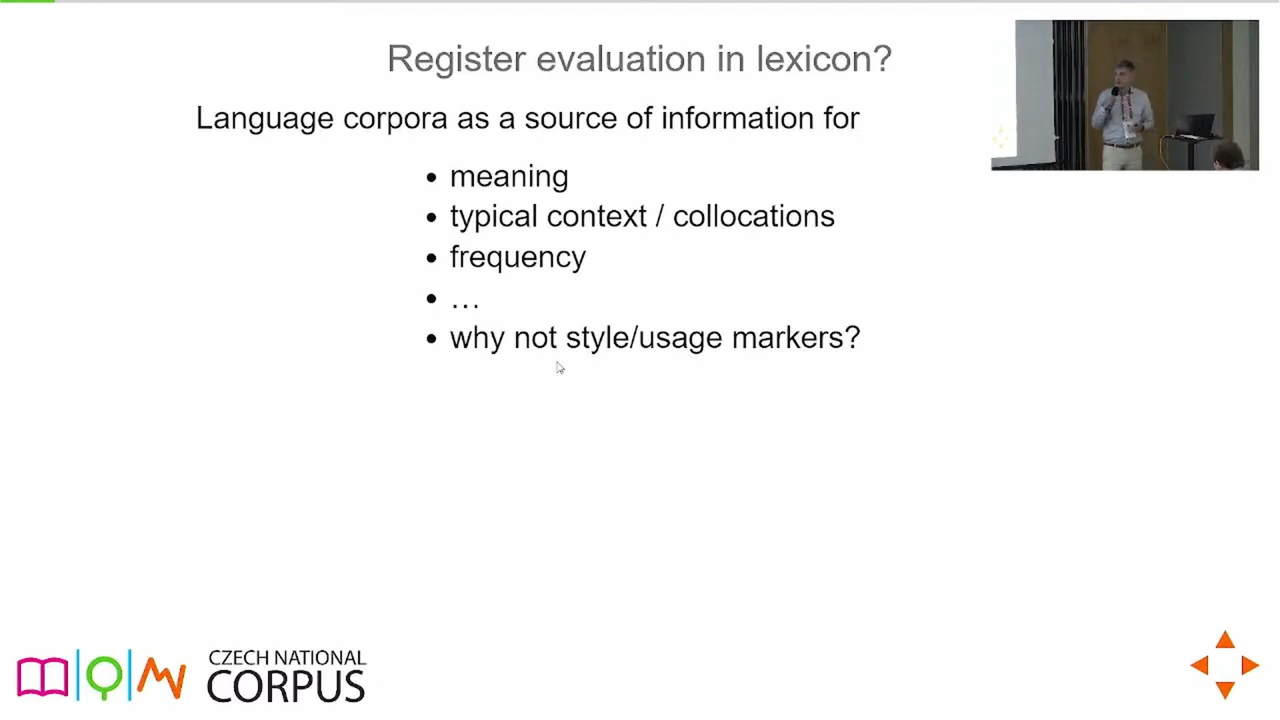 Register evaluation in lexicon?
Language corpora as a source of information for
• meaning
• typical context / collocations
• frequency
• …
• why not style/usage markers?
CZECH NATIONAL
CORPUS